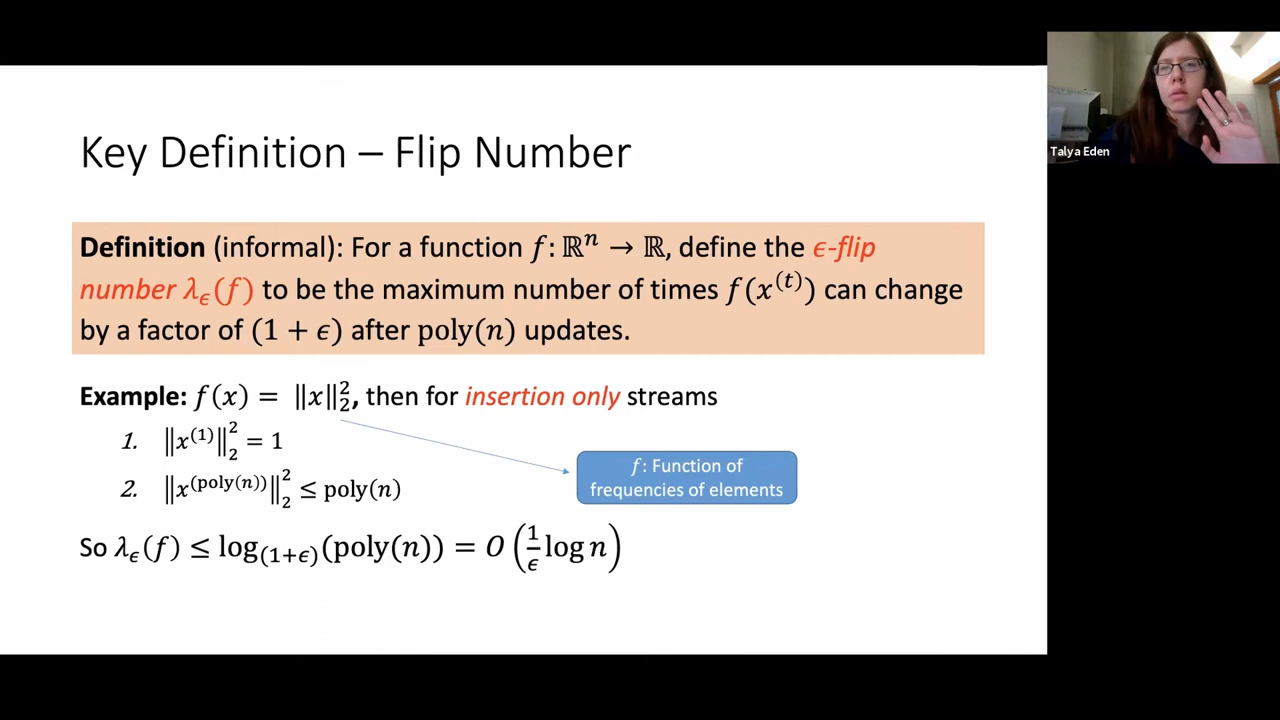 Key Definition – Flip Number
Talya Eden
Definition (informal): For a function f: ℝⁿ → ℝ, define the ϵ-flip
number λ_ϵ(f) to be the maximum number of times f(x^(t)) can change
by a factor of (1 + ϵ) after poly(n) updates.
Example: f(x) = ‖x‖₂², then for insertion only streams
1. ‖x^(1)‖₂² = 1
f: Function of
frequencies of elements
2. ‖x^(poly(n))‖₂² ≤ poly(n)
So λ_ϵ(f) ≤ log_(1+ϵ)(poly(n)) = O(1/ϵ log n)